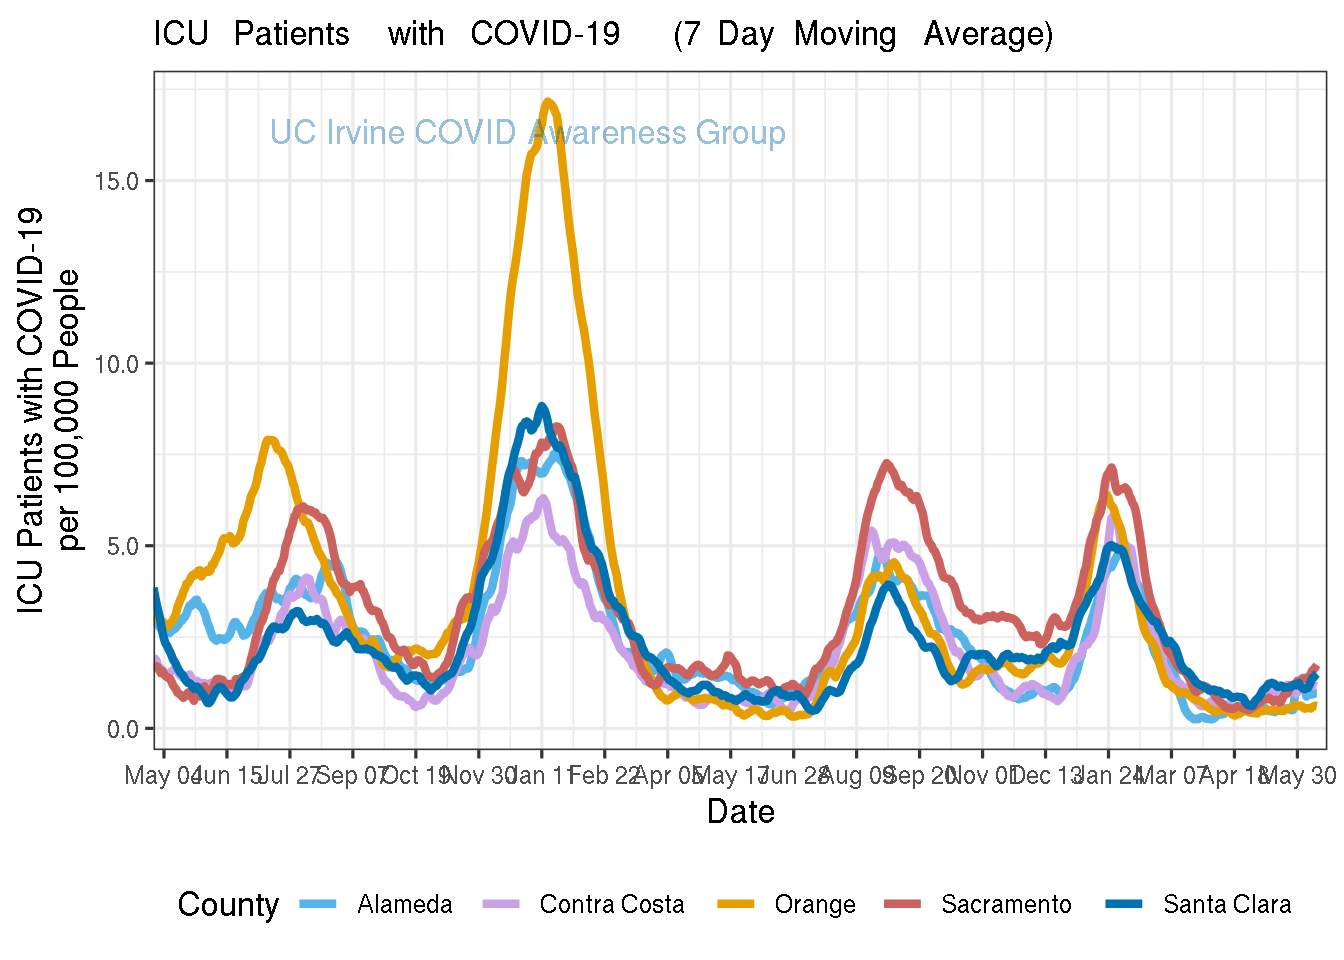 ICU Patients with COVID-19 (7 Day Moving Average)
UC Irvine COVID Awareness Group
15.0
10.0
5.0
0.0
ICU Patients with COVID-19
per 100,000 People
May 04 Jun 15 Jul 27 Sep 07 Oct 19 Nov 30 Jan 11 Feb 22 Apr 05 May 17 Jun 28 Aug 09 Sep 20 Nov 01 Dec 13 Jan 24 Mar 07 Apr 18 May 30
Date
County Alameda Contra Costa Orange Sacramento Santa Clara